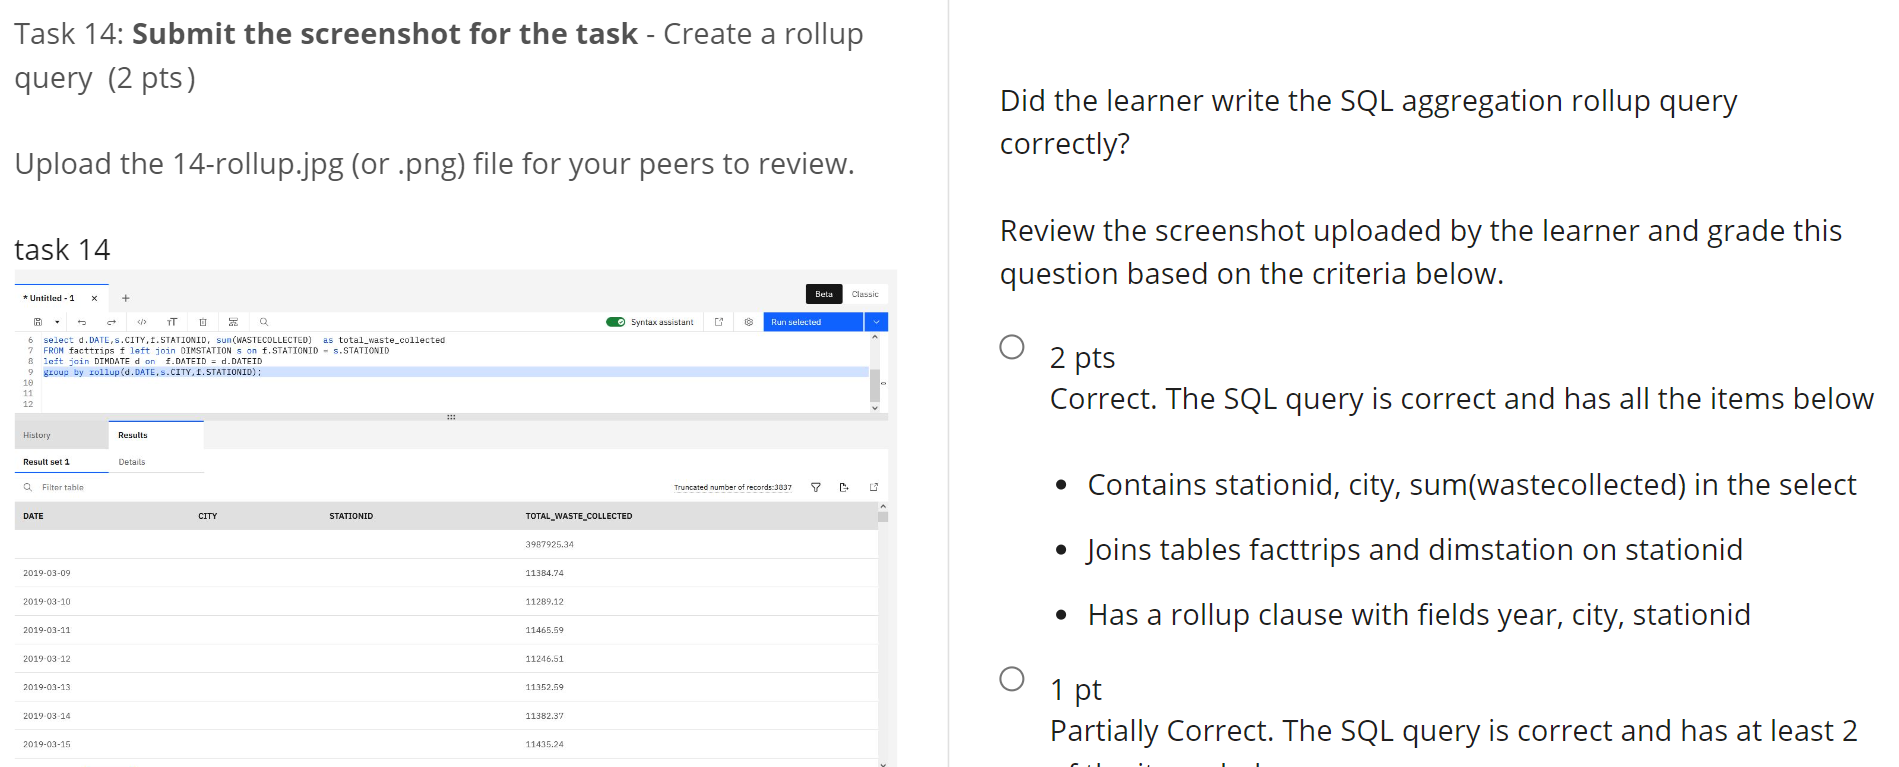 Task 14: Submit the screenshot for the task - Create a rollup
query (2 pts)
Upload the 14-rollup.jpg (or .png) file for your peers to review.
task 14
* Untitled - 1 × +
Beta Classic
Syntax assistant
Run selected
6 select d.DATE,s.CITY,f.STATIONID, sum(WASTECOLLECTED) as total_waste_collected
7 FROM facttrips f left join DIMSTATION s on f.STATIONID = s.STATIONID
8 left join DIMDATE d on f.DATEID = d.DATEID
9 group by rollup(d.DATE,s.CITY,f.STATIONID);
10
11
12
History Results
Result set 1 Details
Filter table
Truncated number of records:3837
DATE CITY STATIONID TOTAL_WASTE_COLLECTED
3987925.34
2019-03-09 11384.74
2019-03-10 11289.12
2019-03-11 11465.59
2019-03-12 11246.51
2019-03-13 11352.59
2019-03-14 11382.37
2019-03-15 11435.24
Did the learner write the SQL aggregation rollup query
correctly?
Review the screenshot uploaded by the learner and grade this
question based on the criteria below.
2 pts
Correct. The SQL query is correct and has all the items below
• Contains stationid, city, sum(wastecollected) in the select
• Joins tables facttrips and dimstation on stationid
• Has a rollup clause with fields year, city, stationid
1 pt
Partially Correct. The SQL query is correct and has at least 2